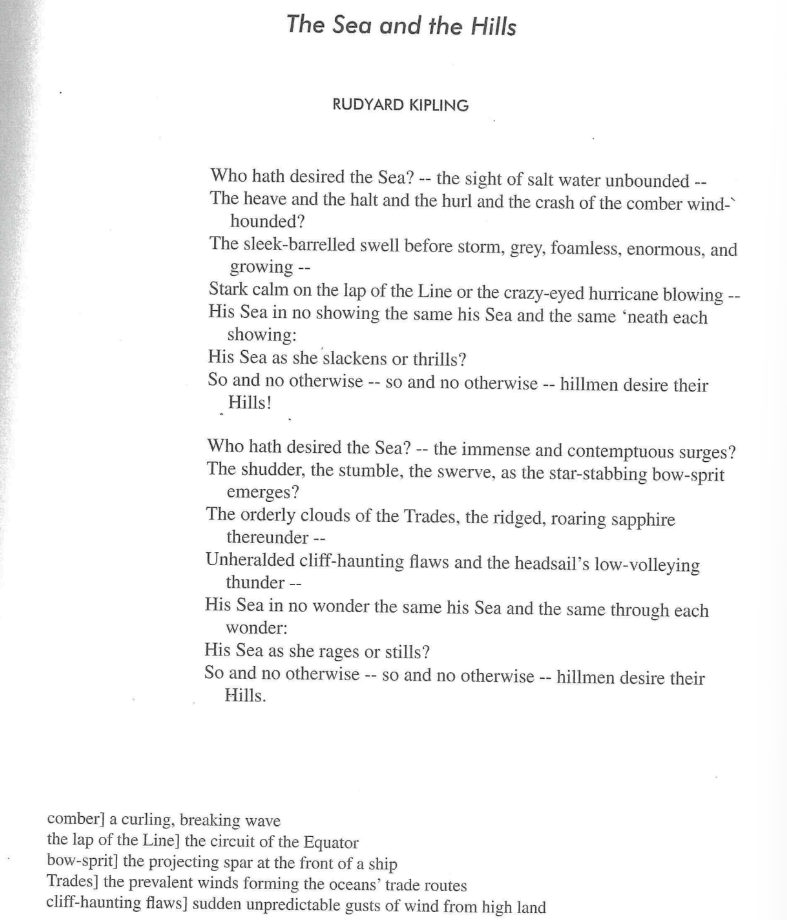 The Sea and the Hills
RUDYARD KIPLING
Who hath desired the Sea? -- the sight of salt water unbounded --
The heave and the halt and the hurl and the crash of the comber wind-
hounded?
The sleek-barrelled swell before storm, grey, foamless, enormous, and
growing --
Stark calm on the lap of the Line or the crazy-eyed hurricane blowing --
His Sea in no showing the same his Sea and the same ‘neath each
showing:
His Sea as she slackens or thrills?
So and no otherwise -- so and no otherwise -- hillmen desire their
Hills!
Who hath desired the Sea? -- the immense and contemptuous surges?
The shudder, the stumble, the swerve, as the star-stabbing bow-sprit
emerges?
The orderly clouds of the Trades, the ridged, roaring sapphire
thereunder --
Unheralded cliff-haunting flaws and the headsail's low-volleying
thunder --
His Sea in no wonder the same his Sea and the same through each
wonder:
His Sea as she rages or stills?
So and no otherwise -- so and no otherwise -- hillmen desire their
Hills.
comber] a curling, breaking wave
the lap of the Line] the circuit of the Equator
bow-sprit] the projecting spar at the front of a ship
Trades] the prevalent winds forming the oceans' trade routes
cliff-haunting flaws] sudden unpredictable gusts of wind from high land